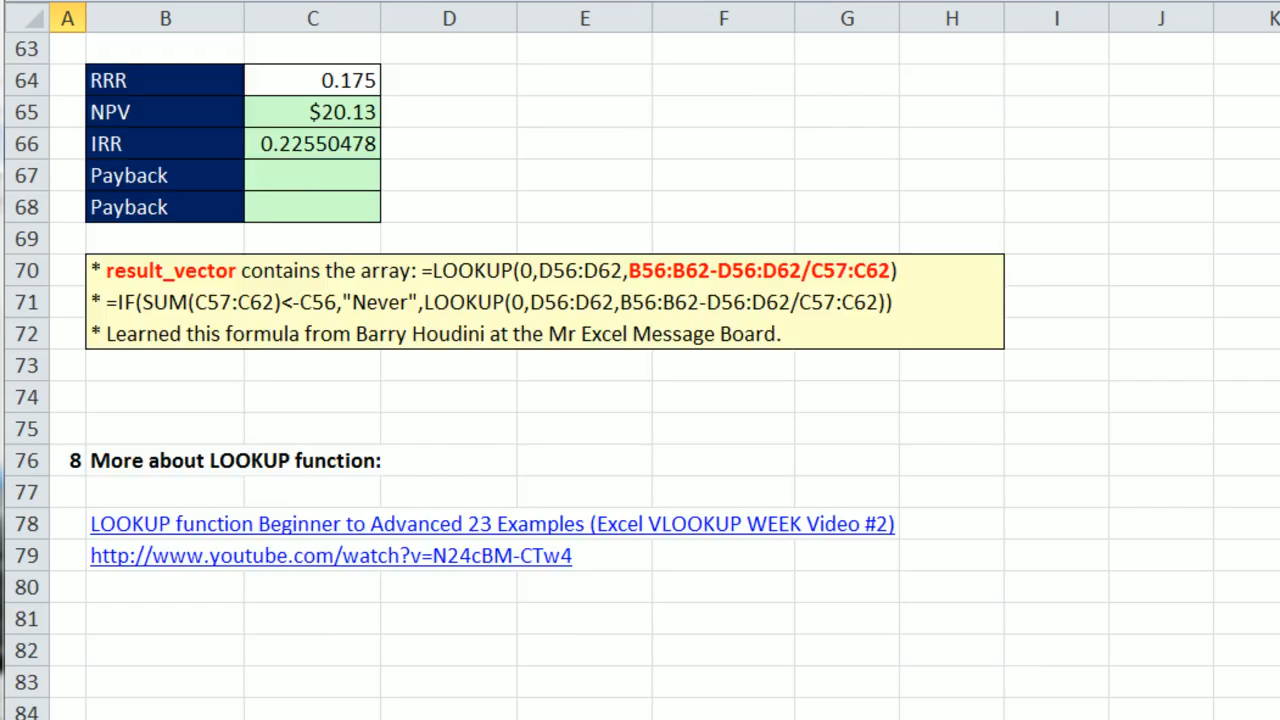 A B C D E F G H I J K
63
64 RRR 0.175
65 NPV $20.13
66 IRR 0.22550478
67 Payback
68 Payback
69
70 * result_vector contains the array: =LOOKUP(0,D56:D62,B56:B62-D56:D62/C57:C62)
71 * =IF(SUM(C57:C62)<-C56,"Never",LOOKUP(0,D56:D62,B56:B62-D56:D62/C57:C62))
72 * Learned this formula from Barry Houdini at the Mr Excel Message Board.
73
74
75
76 8 More about LOOKUP function:
77
78 LOOKUP function Beginner to Advanced 23 Examples (Excel VLOOKUP WEEK Video #2)
79 http://www.youtube.com/watch?v=N24cBM-CTw4
80
81
82
83
84